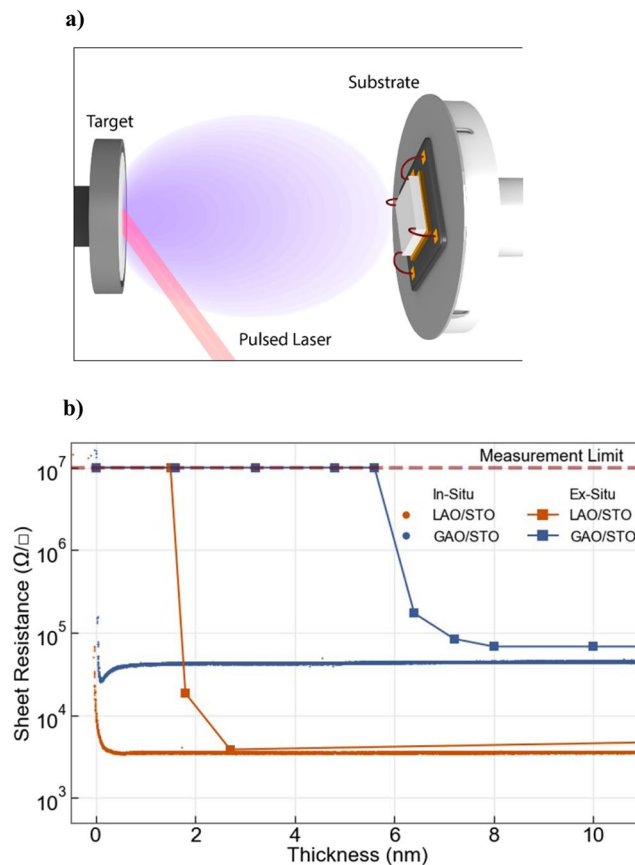 a)
Substrate
Target
Pulsed Laser
b)
Measurement Limit
In-Situ Ex-Situ
LAO/STO LAO/STO
GAO/STO GAO/STO
10⁷
10⁶
10⁵
10⁴
10³
Sheet Resistance (Ω/□)
0 2 4 6 8 10
Thickness (nm)